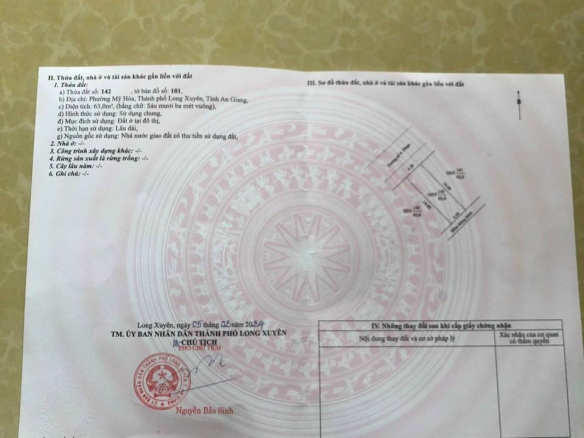 II. Thửa đất, nhà ở và tài sản khác gắn liền với đất
1. Thửa đất:
a) Thửa đất số: 142 , tờ bản đồ số: 101,
b) Địa chỉ: Phường Mỹ Hòa, Thành phố Long Xuyên, Tỉnh An Giang,
c) Diện tích: 63,0m², (bằng chữ: Sáu mươi ba mét vuông),
d) Hình thức sử dụng: Sử dụng chung,
đ) Mục đích sử dụng: Đất ở tại đô thị,
e) Thời hạn sử dụng: Lâu dài,
g) Nguồn gốc sử dụng: Nhà nước giao đất có thu tiền sử dụng đất,
2. Nhà ở: -/-
3. Công trình xây dựng khác: -/-
4. Rừng sản xuất là rừng trồng: -/-
5. Cây lâu năm: -/-
6. Ghi chú: -/-
Long Xuyên, ngày 05 tháng 03 năm 2024
TM. ỦY BAN NHÂN DÂN THÀNH PHỐ LONG XUYÊN
CHỦ TỊCH
PHÓ CHỦ TỊCH
Nguyễn Bảo Sinh
III. Sơ đồ thửa đất, nhà ở và tài sản khác gắn liền với đất
IV. Những thay đổi sau khi cấp giấy chứng nhận
Nội dung thay đổi và cơ sở pháp lý
Xác nhận của cơ quan
có thẩm quyền